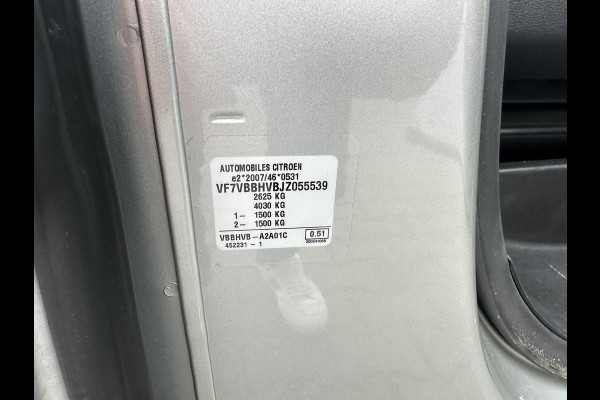 AUTOMOBILES CITROEN
e2*2007/46*0531
VF7VBBHVBJZ055539
2625 KG
4030 KG
1- 1500 KG
2- 1500 KG
VBBHVB-A2A01C 0.51
452231-1